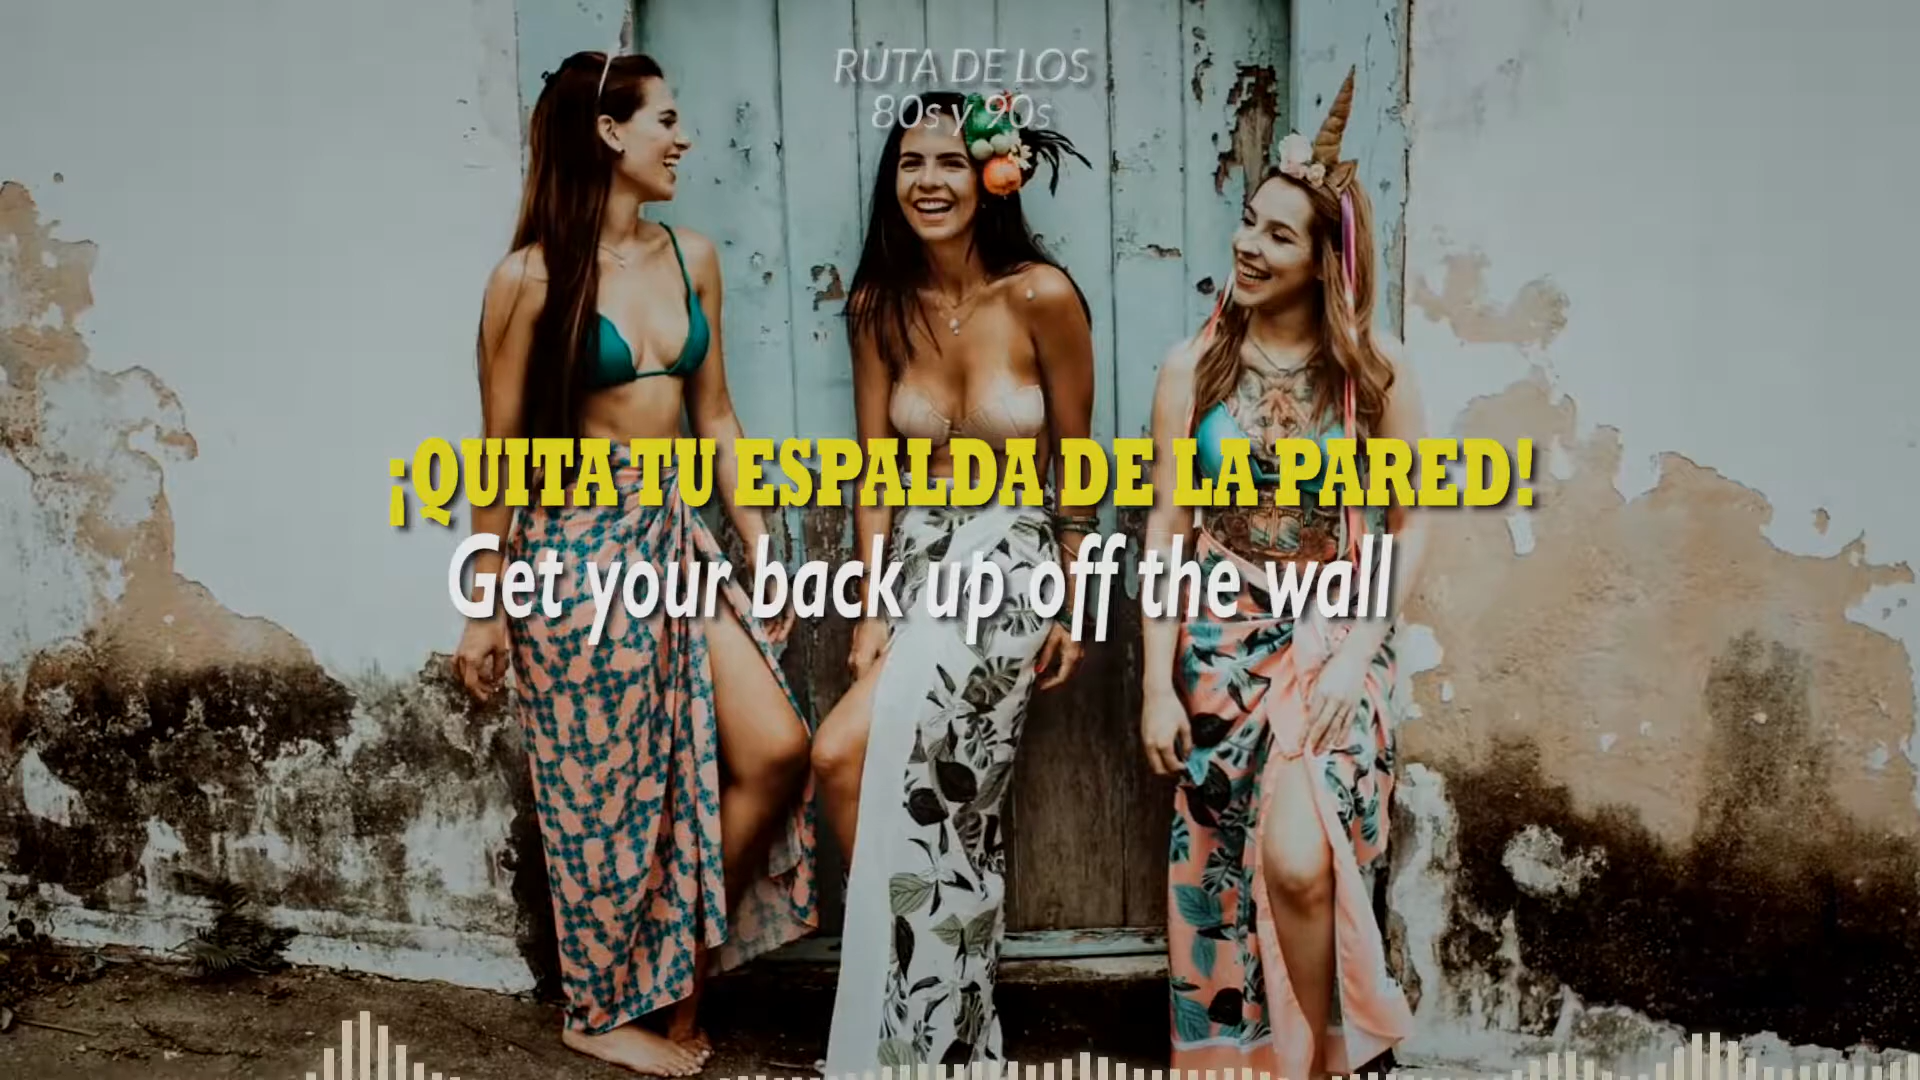 RUTA DE LOS
80s y 90s
¡QUITA TU ESPALDA DE LA PARED!
Get your back up off the wall